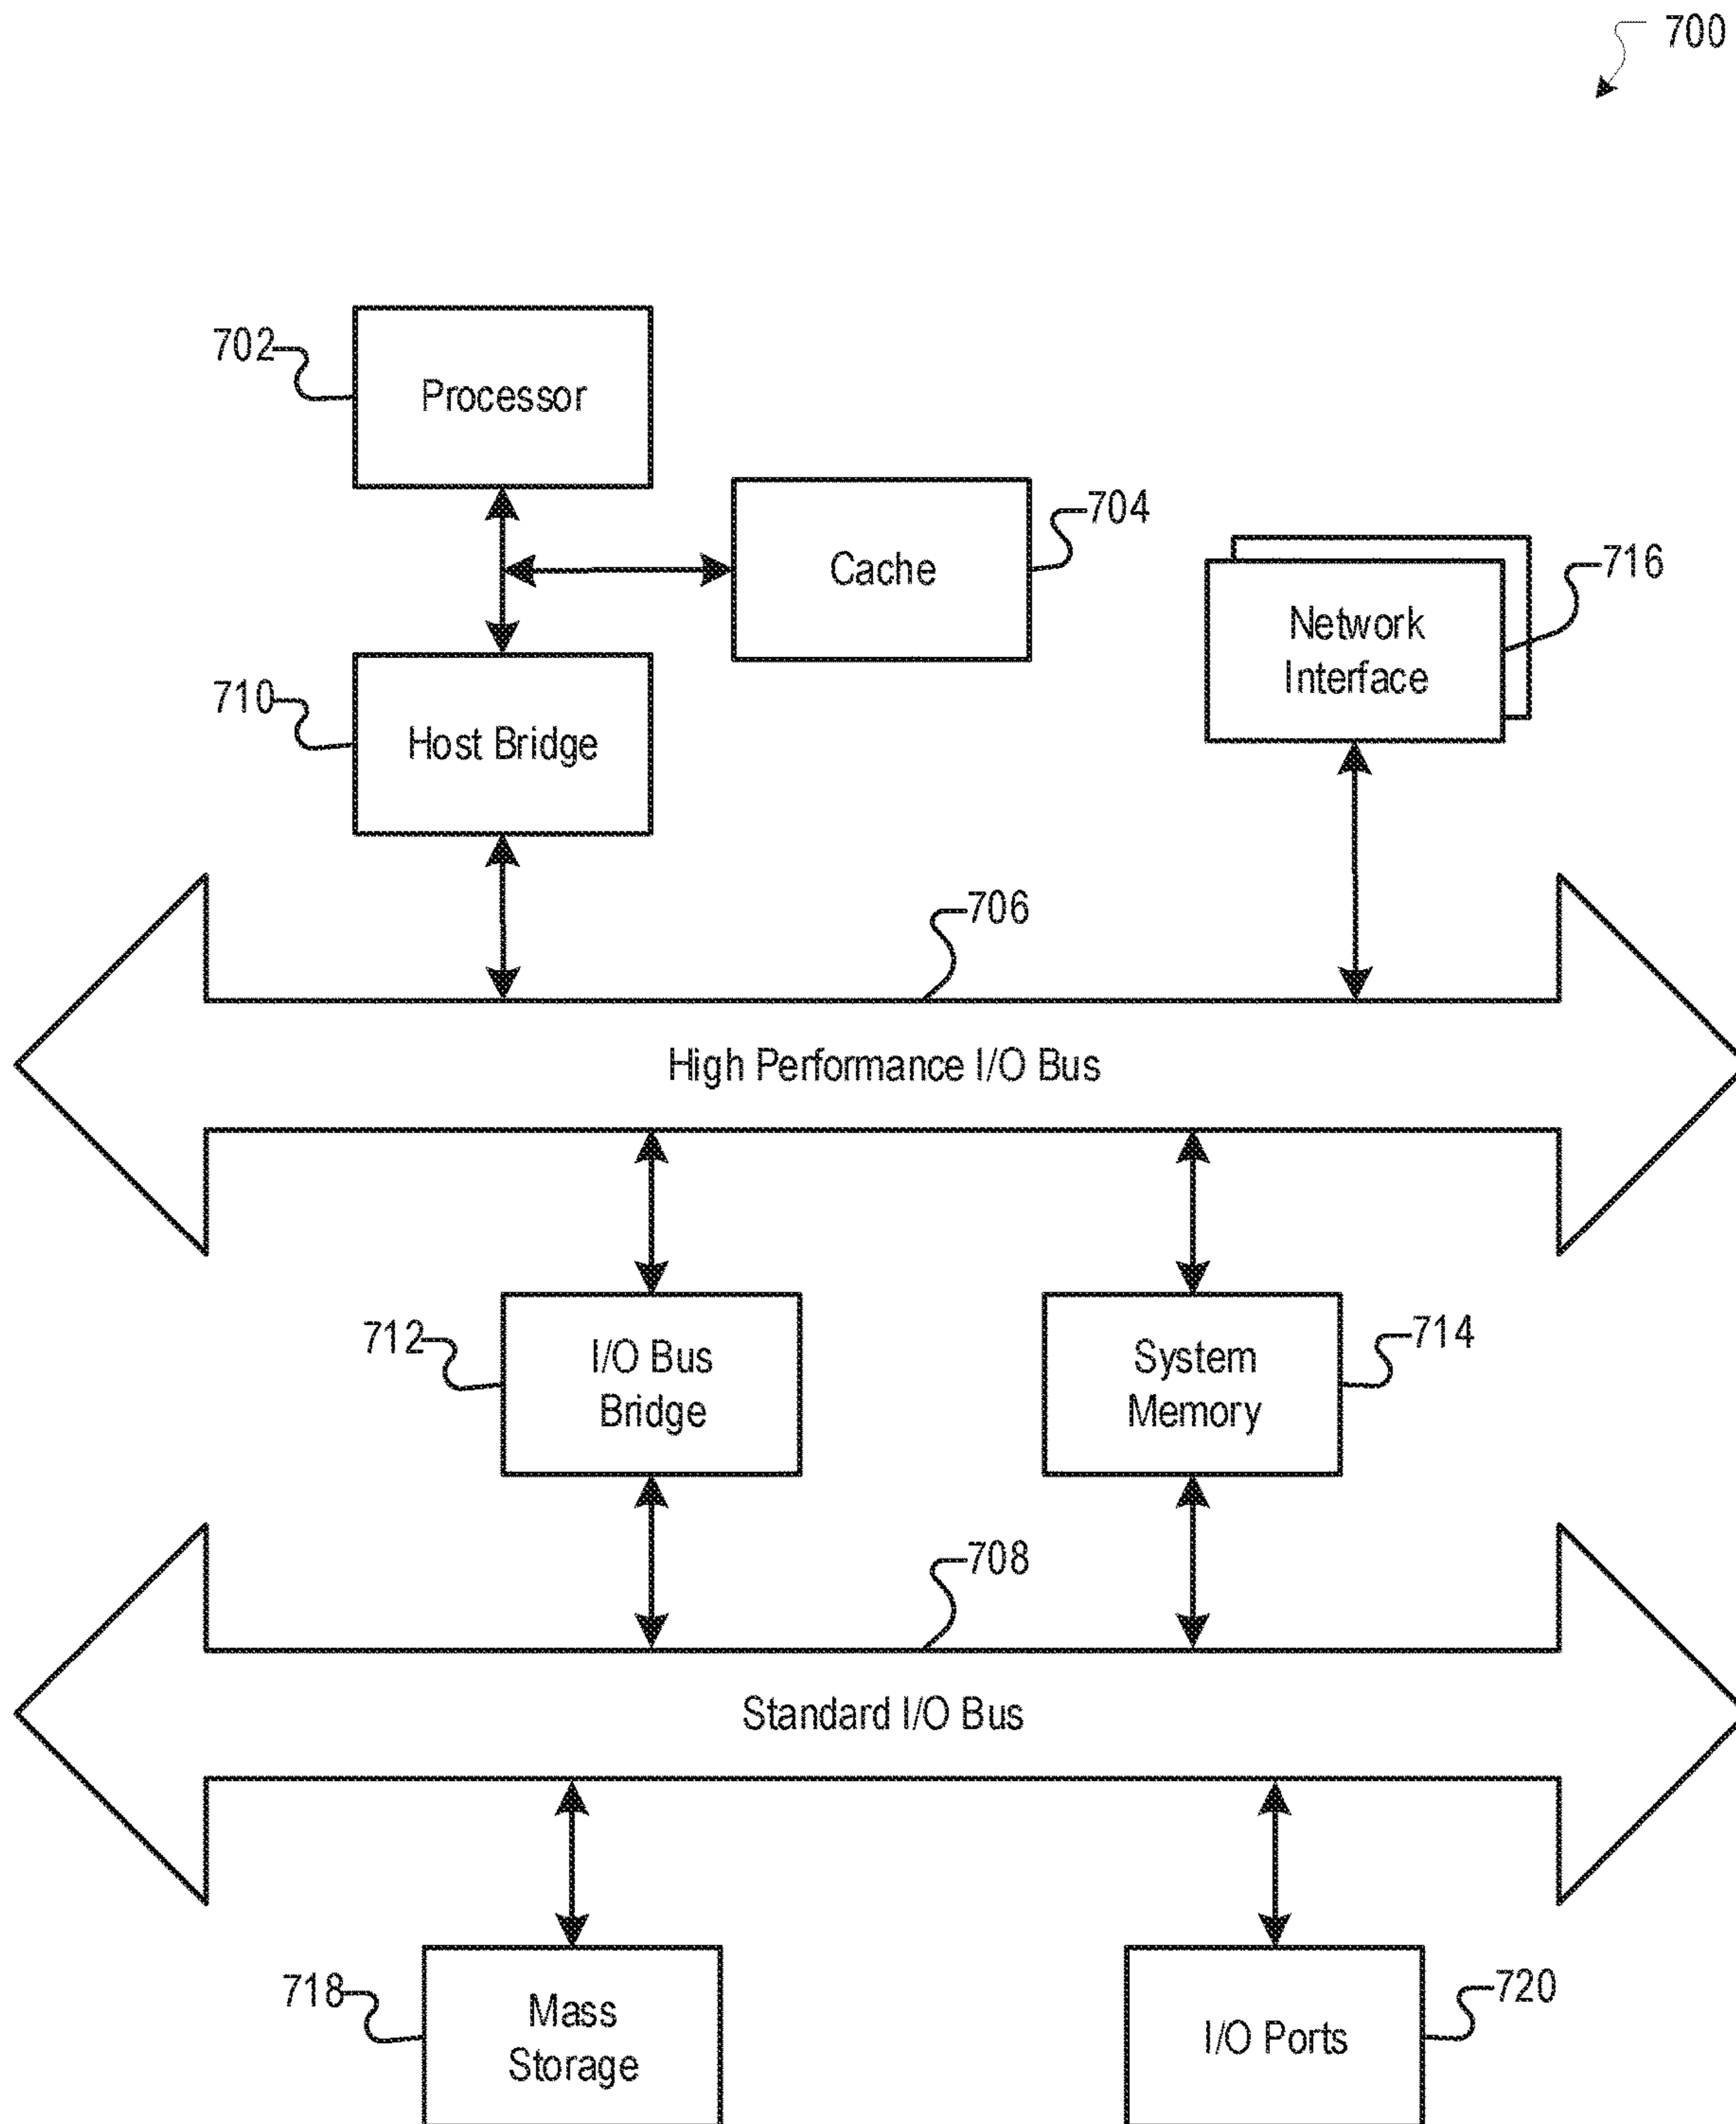 700
702
Processor
704
Cache
716
Network
Interface
710
Host Bridge
706
High Performance I/O Bus
712
I/O Bus
Bridge
714
System
Memory
708
Standard I/O Bus
718
Mass
Storage
720
I/O Ports